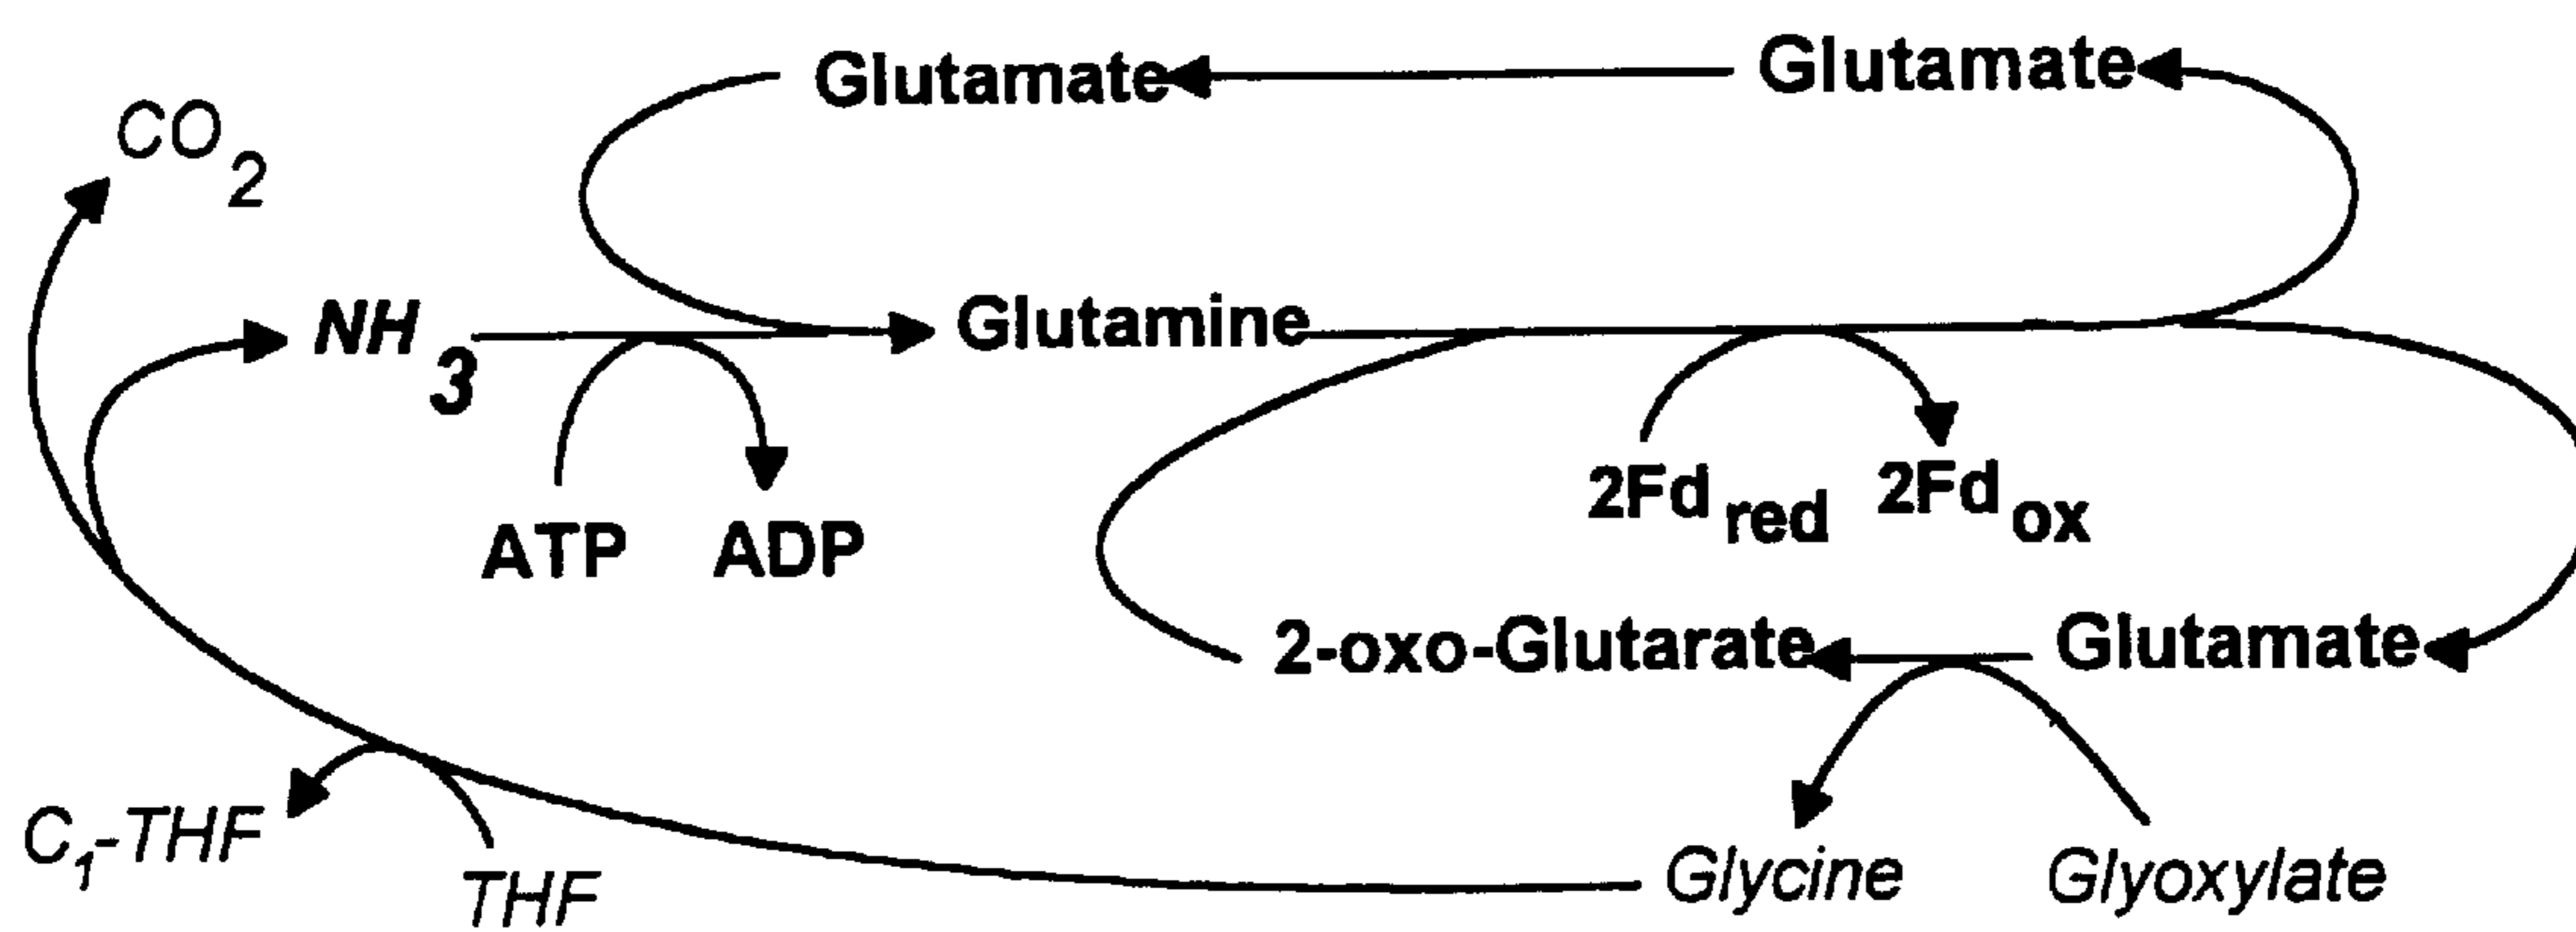 Glutamate Glutamate
CO2
NH3 Glutamine
2Fdred 2Fdox
ATP ADP
2-oxo-Glutarate Glutamate
C1-THF
THF
Glycine Glyoxylate